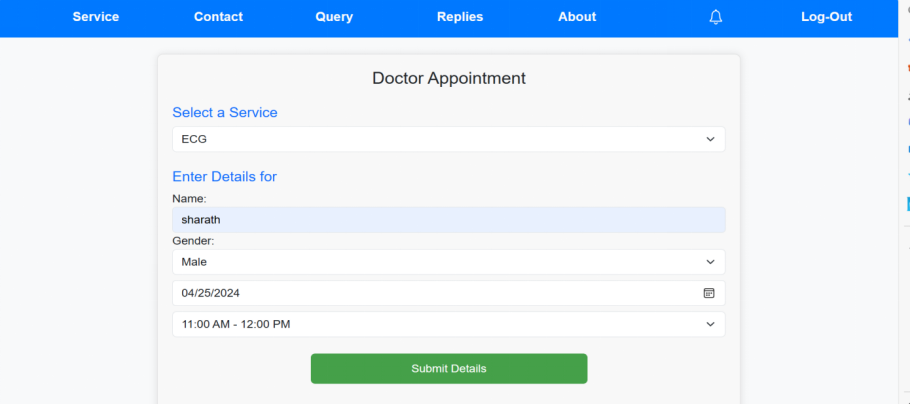 Service Contact Query Replies About Log-Out
Doctor Appointment
Select a Service
ECG
Enter Details for
Name:
sharath
Gender:
Male
04/25/2024
11:00 AM - 12:00 PM
Submit Details